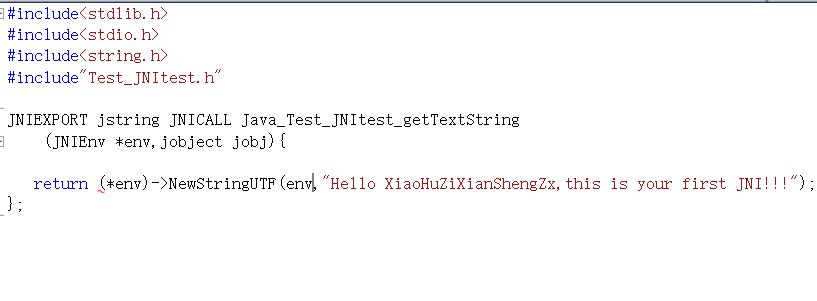 #include<stdlib.h>
#include<stdio.h>
#include<string.h>
#include"Test_JNItest.h"
JNIEXPORT jstring JNICALL Java_Test_JNItest_getTextString
(JNIEnv *env,jobject jobj){
return (*env)->NewStringUTF(env,"Hello XiaoHuZiXianShengZx,this is your first JNI!!!");
};